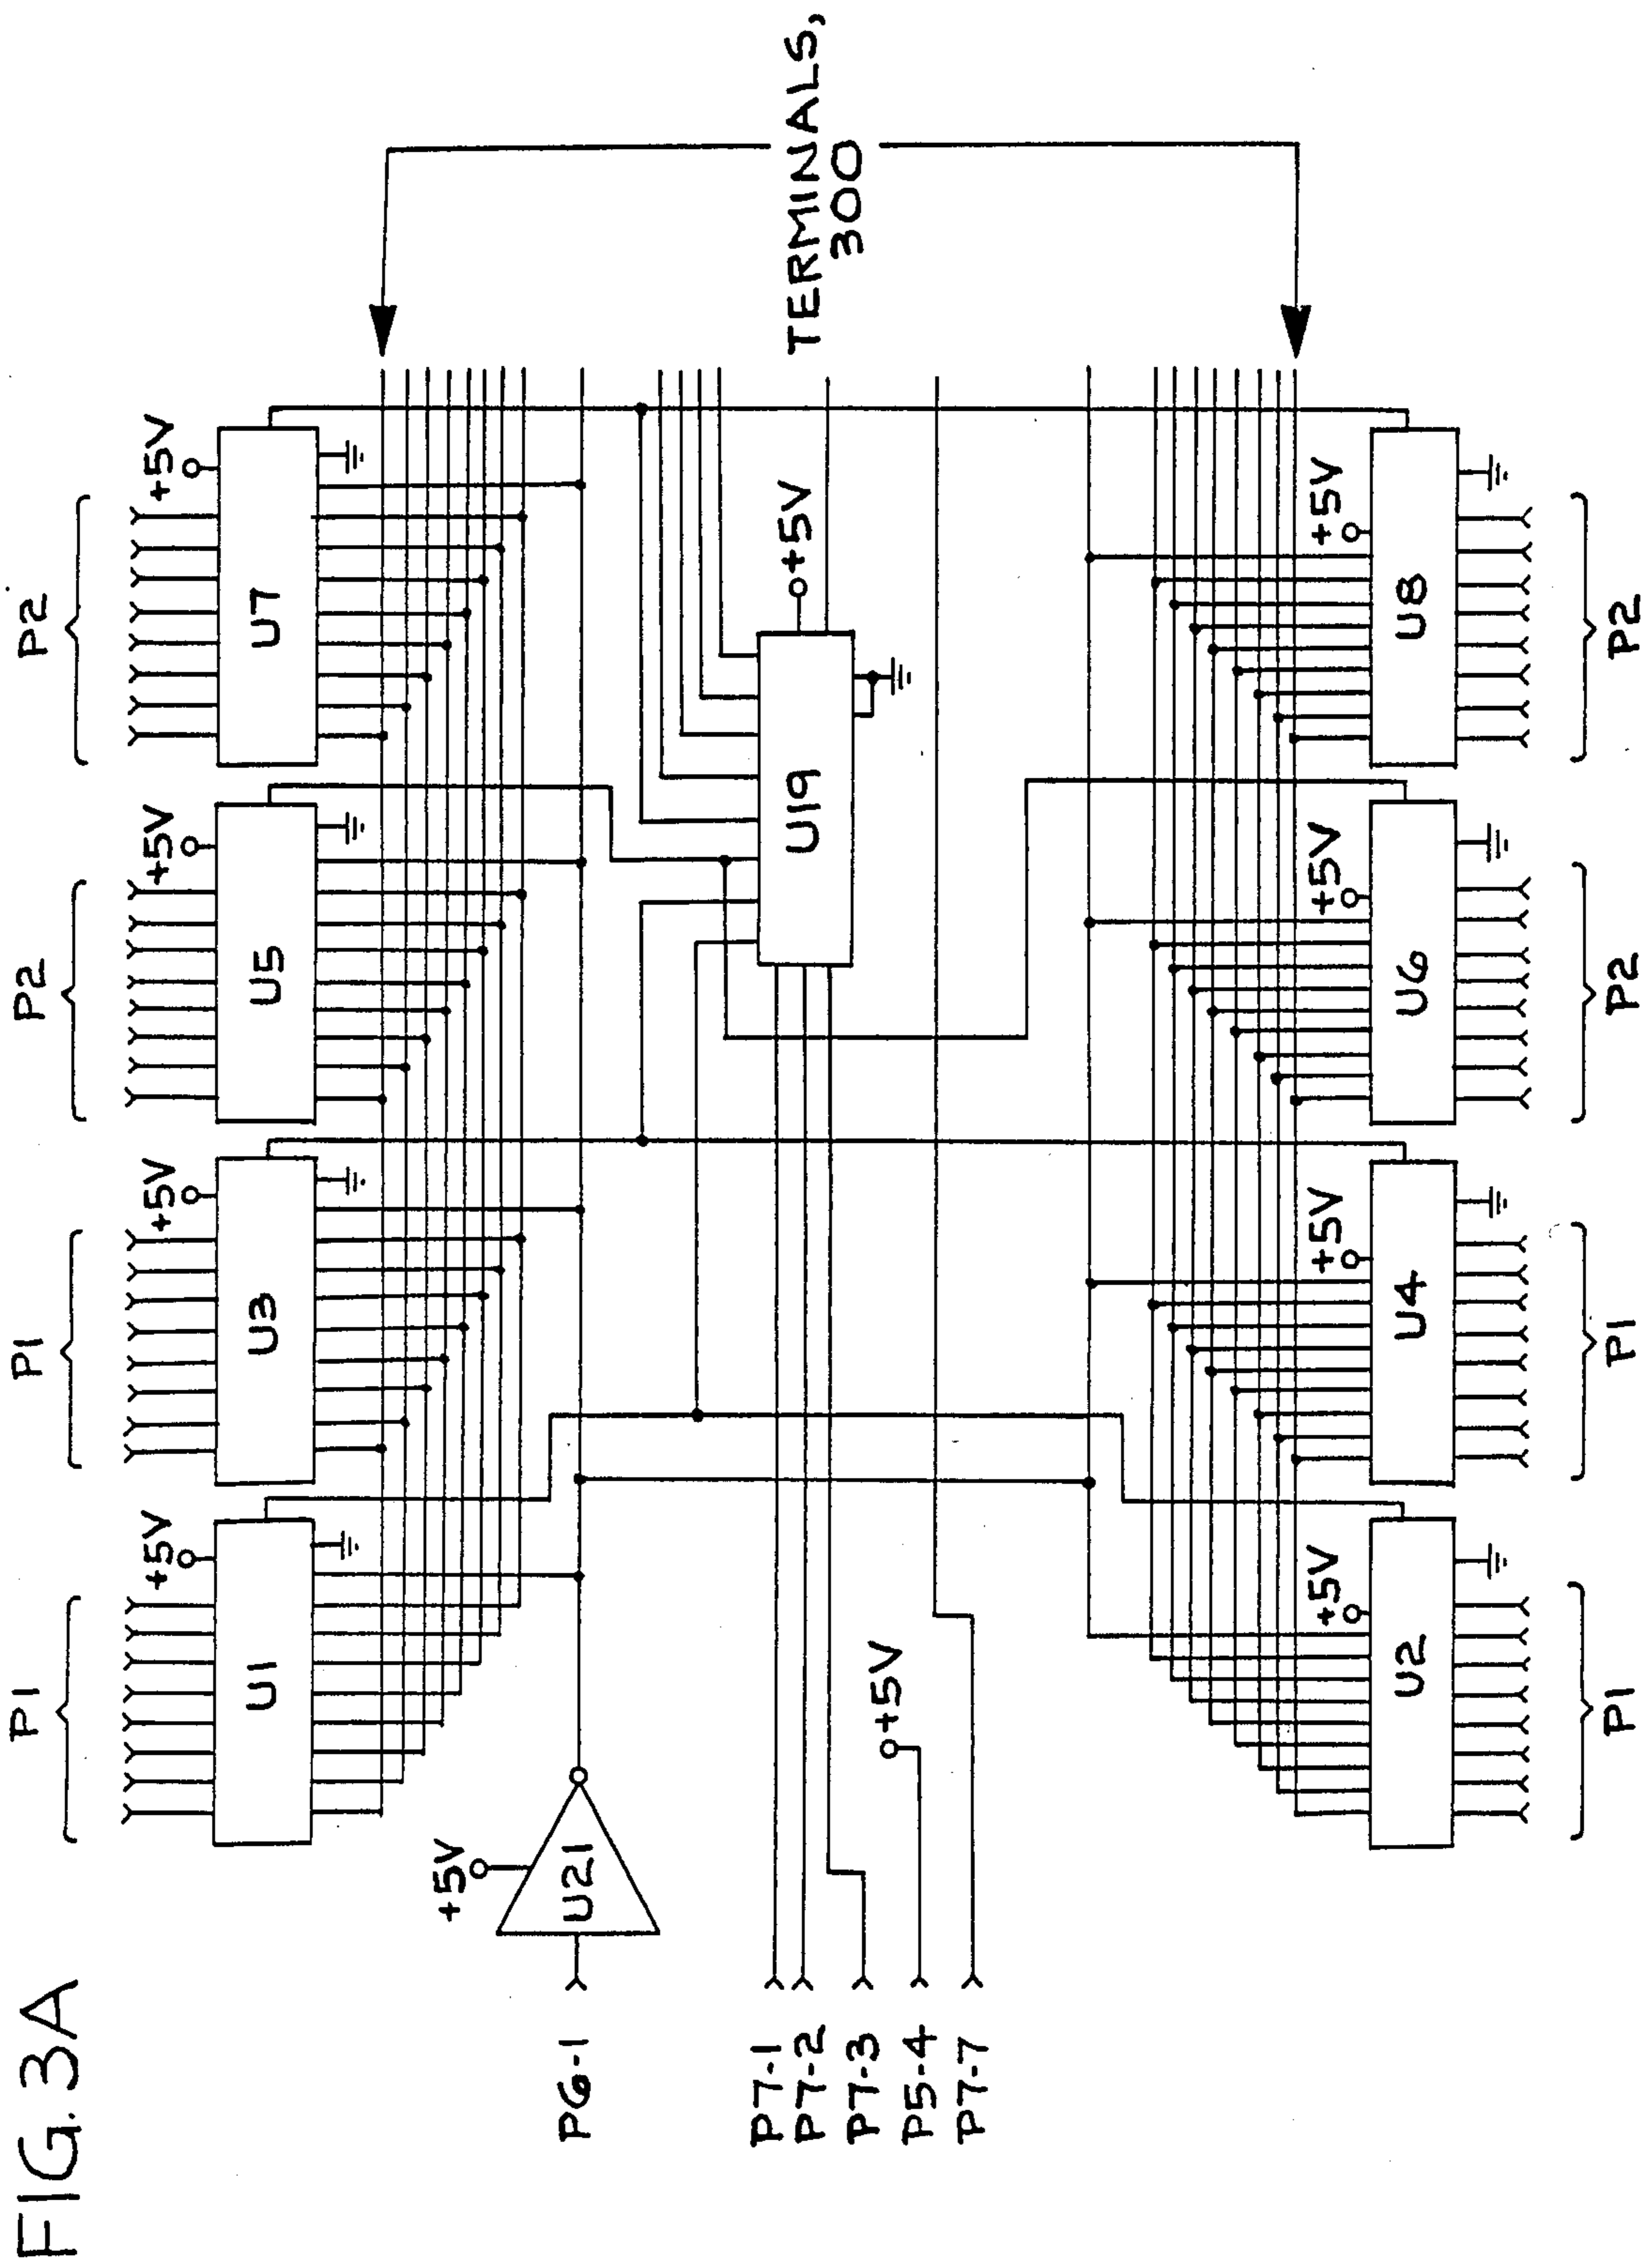 FIG. 3A
P1
P1
P2
P2
+5V
+5V
+5V
+5V
U1
U3
U5
U7
P6-1
+5V
U21
P7-1
P7-2
P7-3
P5-4
P7-7
+5V
U19
+5V
TERMINALS,
300
+5V
+5V
+5V
+5V
U2
U4
U6
U8
P1
P1
P2
P2